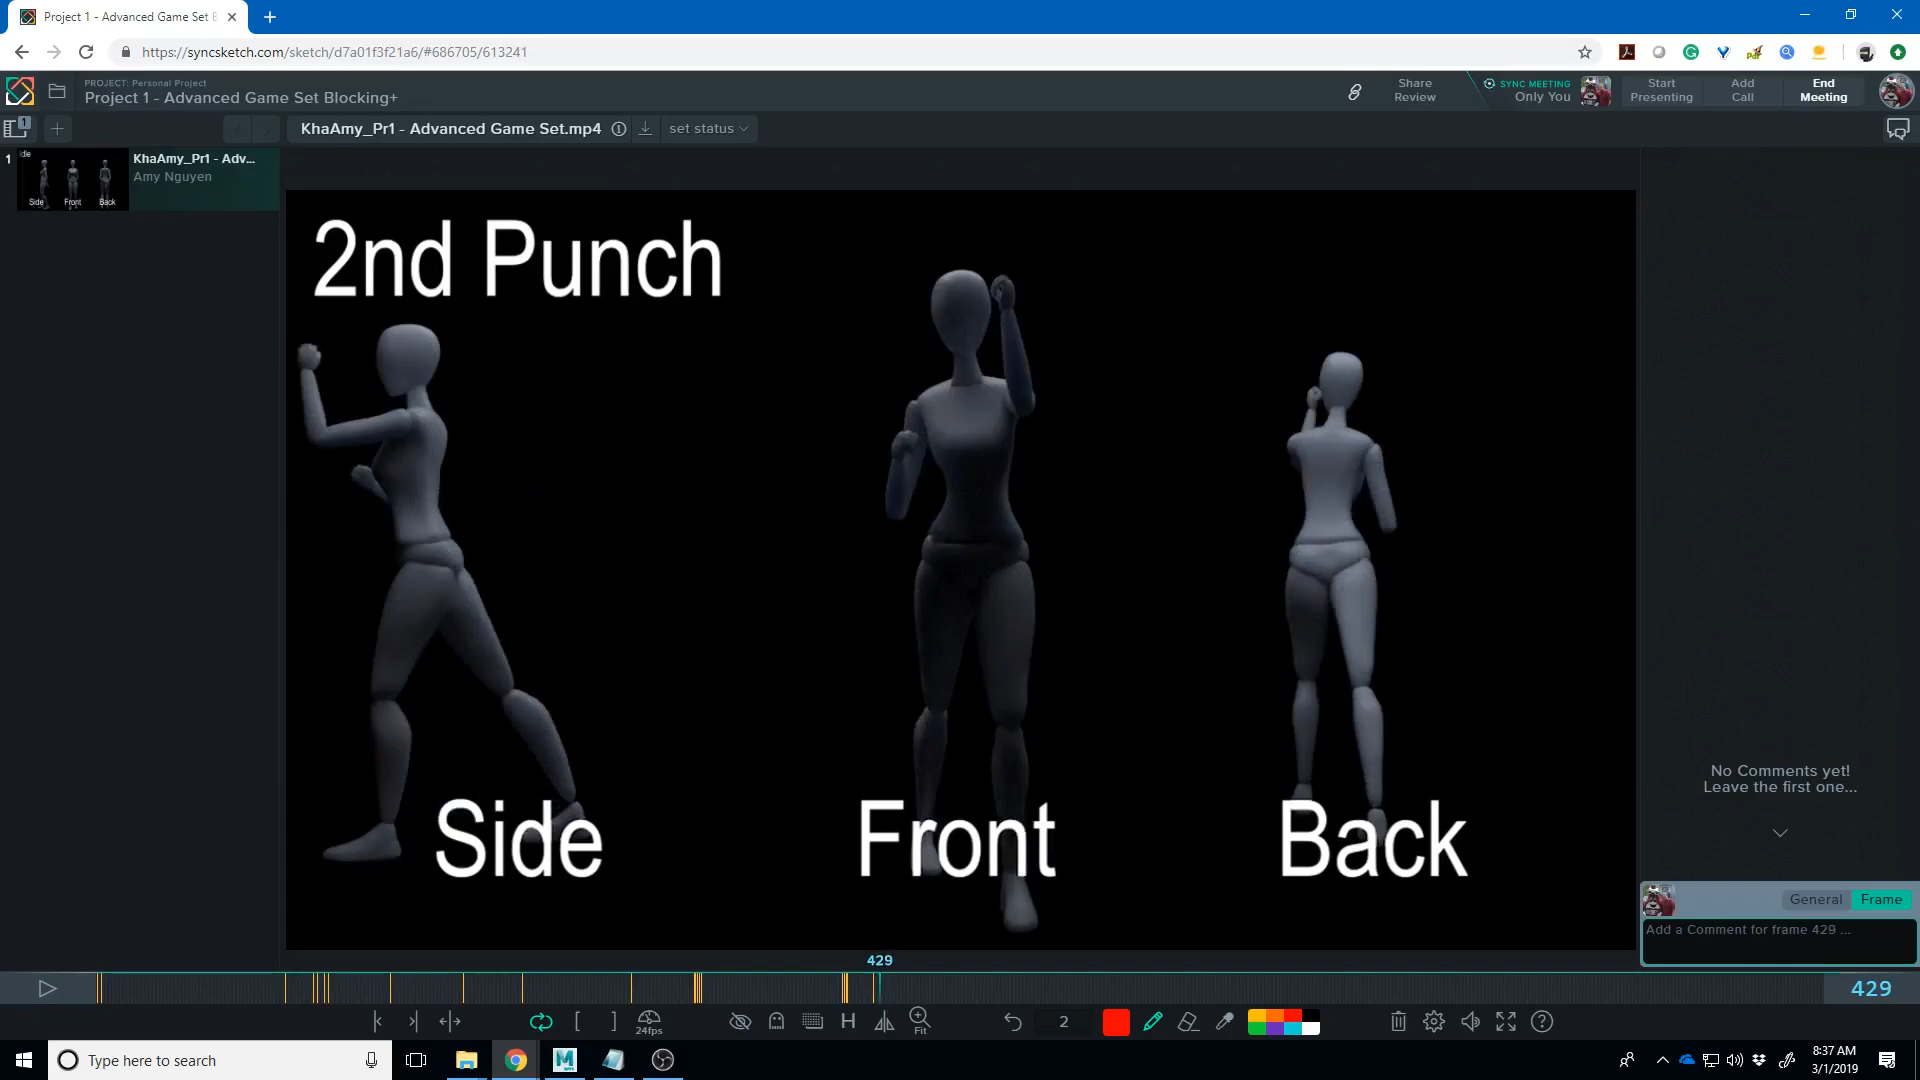 Project 1 - Advanced Game Set B
https://syncsketch.com/sketch/d7a01f3f21a6/#686705/613241
PROJECT: Personal Project
Project 1 - Advanced Game Set Blocking+
Share
Review
SYNC MEETING
Only You
Start
Presenting
Add
Call
End
Meeting
1
KhaAmy_Pr1 - Advanced Game Set.mp4
set status
1
Idle
KhaAmy_Pr1 - Adv...
Amy Nguyen
Side Front Back
2nd Punch
Side
Front
Back
No Comments yet!
Leave the first one...
General
Frame
Add a Comment for frame 429 ...
429
429
24fps
H
Fit
2
Type here to search
8:37 AM
3/1/2019